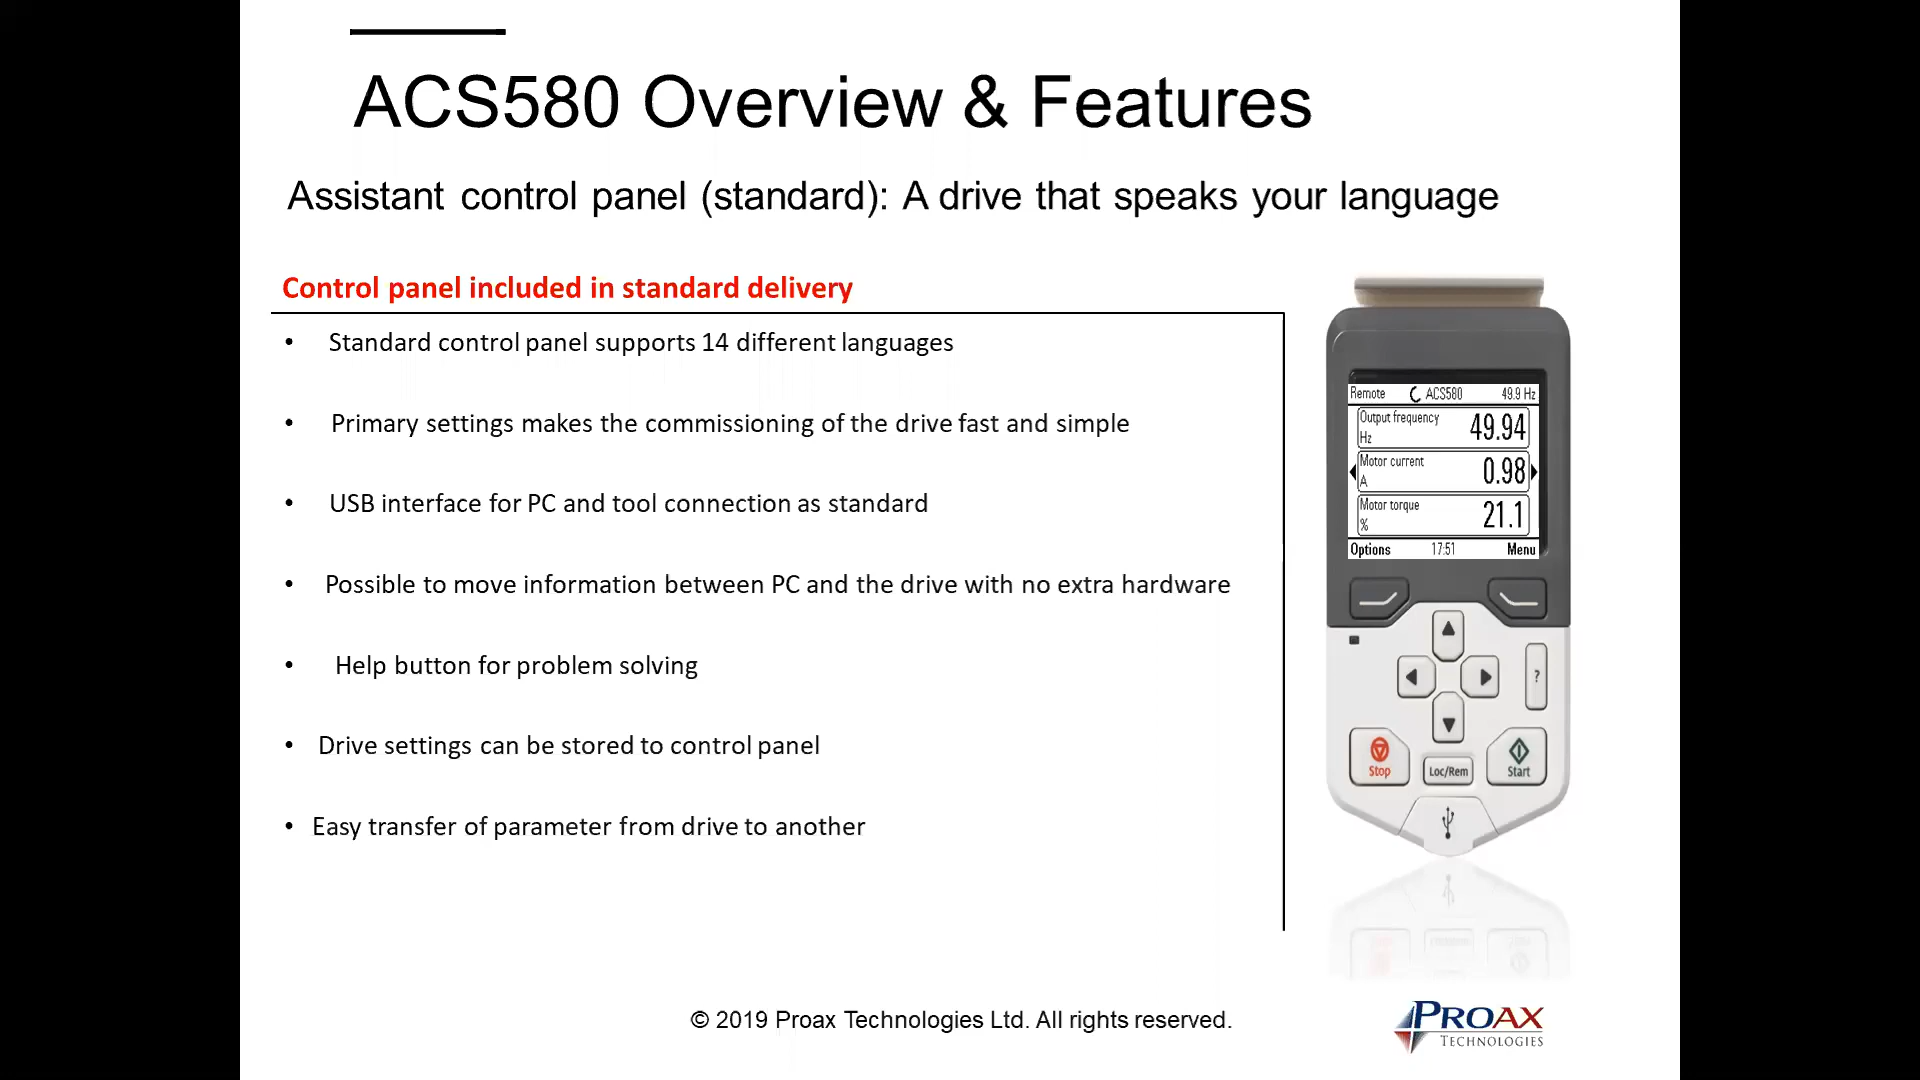 ACS580 Overview & Features
Assistant control panel (standard): A drive that speaks your language
Control panel included in standard delivery
• Standard control panel supports 14 different languages
• Primary settings makes the commissioning of the drive fast and simple
• USB interface for PC and tool connection as standard
• Possible to move information between PC and the drive with no extra hardware
• Help button for problem solving
• Drive settings can be stored to control panel
• Easy transfer of parameter from drive to another
Remote ACS580 49.9 Hz
Output frequency
Hz 49.94
Motor current
A 0.98
Motor torque
% 21.1
Options 17:51 Menu
?
Stop Loc/Rem Start
© 2019 Proax Technologies Ltd. All rights reserved.
PROAX
TECHNOLOGIES